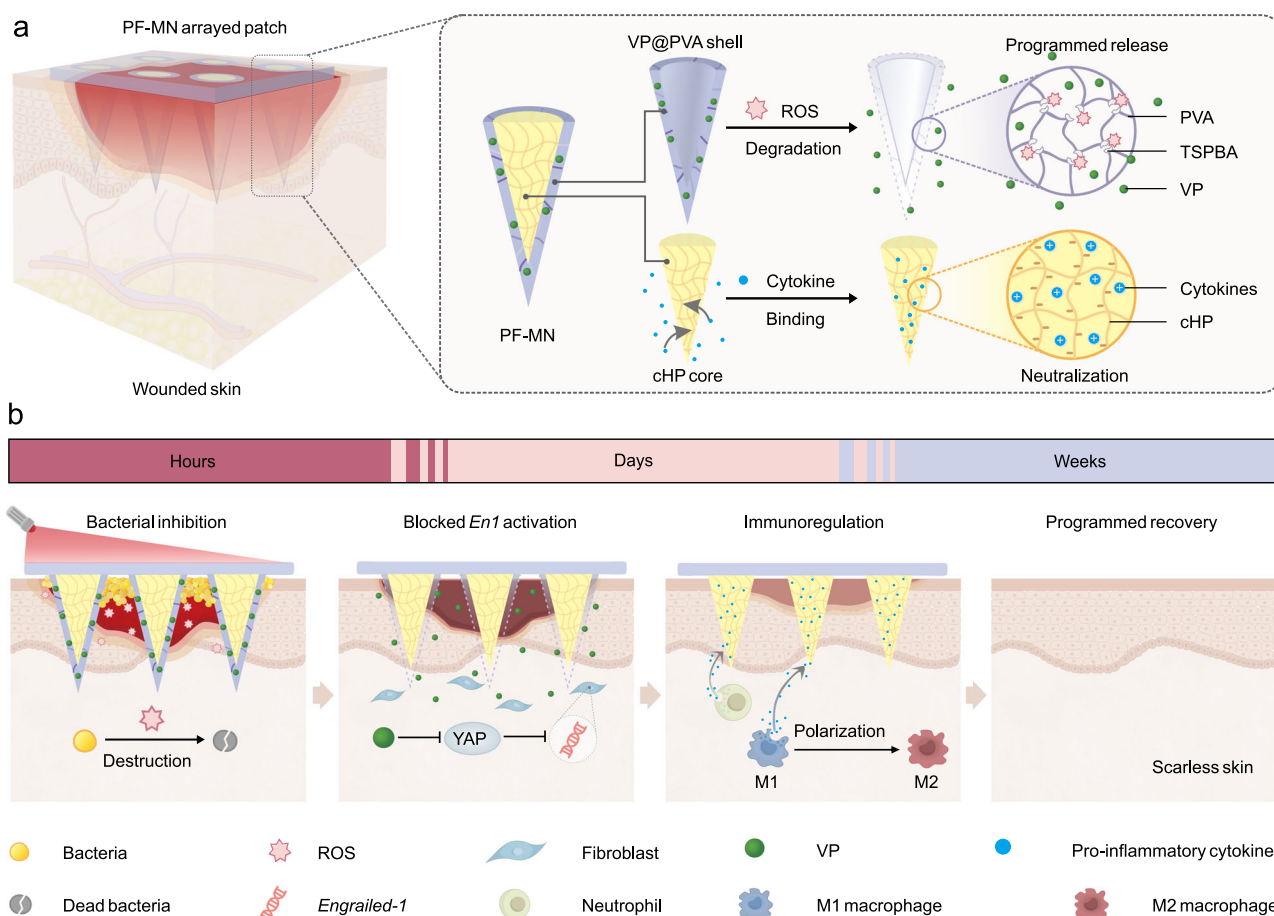 a
PF-MN arrayed patch
Wounded skin
PF-MN
VP@PVA shell
ROS
Degradation
Programmed release
PVA
TSPBA
VP
cHP core
Cytokine
Binding
Neutralization
Cytokines
cHP
b
Hours
Days
Weeks
Bacterial inhibition
Blocked En1 activation
Immunoregulation
Programmed recovery
Destruction
YAP
Polarization
M1
M2
Scarless skin
Bacteria
ROS
Fibroblast
VP
Pro-inflammatory cytokine
Dead bacteria
Engrailed-1
Neutrophil
M1 macrophage
M2 macrophage